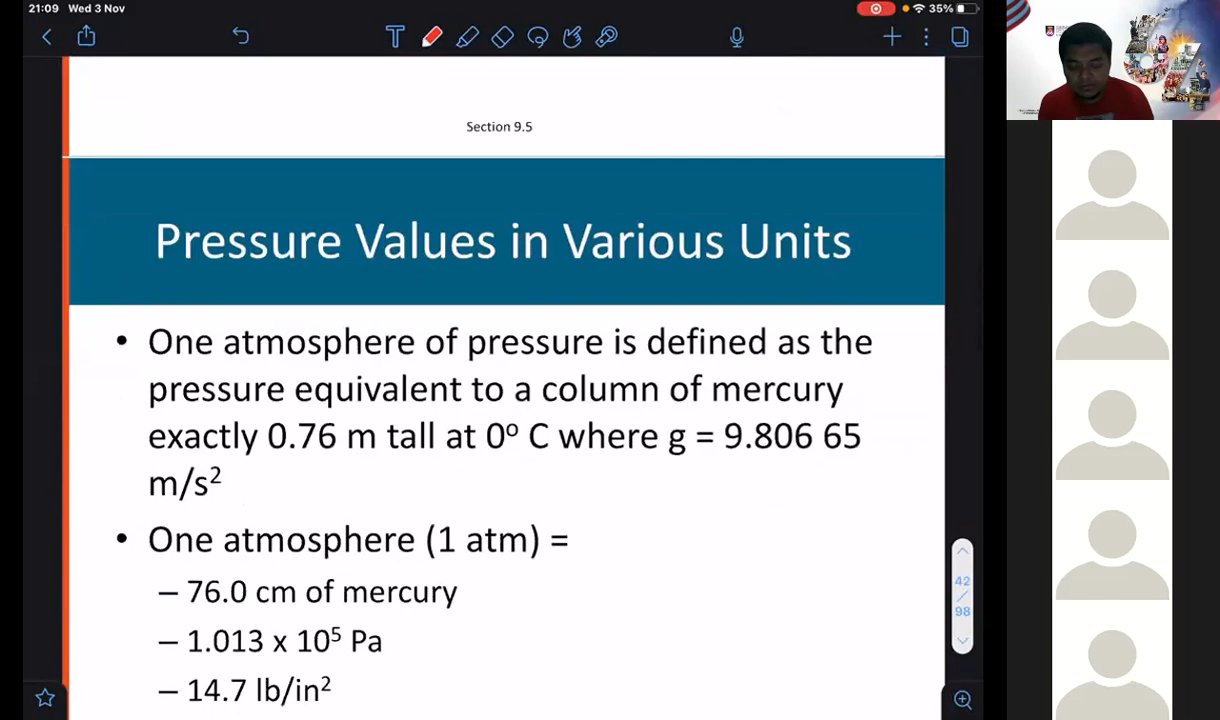 21:09 Wed 3 Nov
35%
T
Section 9.5
Pressure Values in Various Units
• One atmosphere of pressure is defined as the
pressure equivalent to a column of mercury
exactly 0.76 m tall at 0º C where g = 9.806 65
m/s²
• One atmosphere (1 atm) =
– 76.0 cm of mercury
– 1.013 x 10⁵ Pa
– 14.7 lb/in²
42
/
98